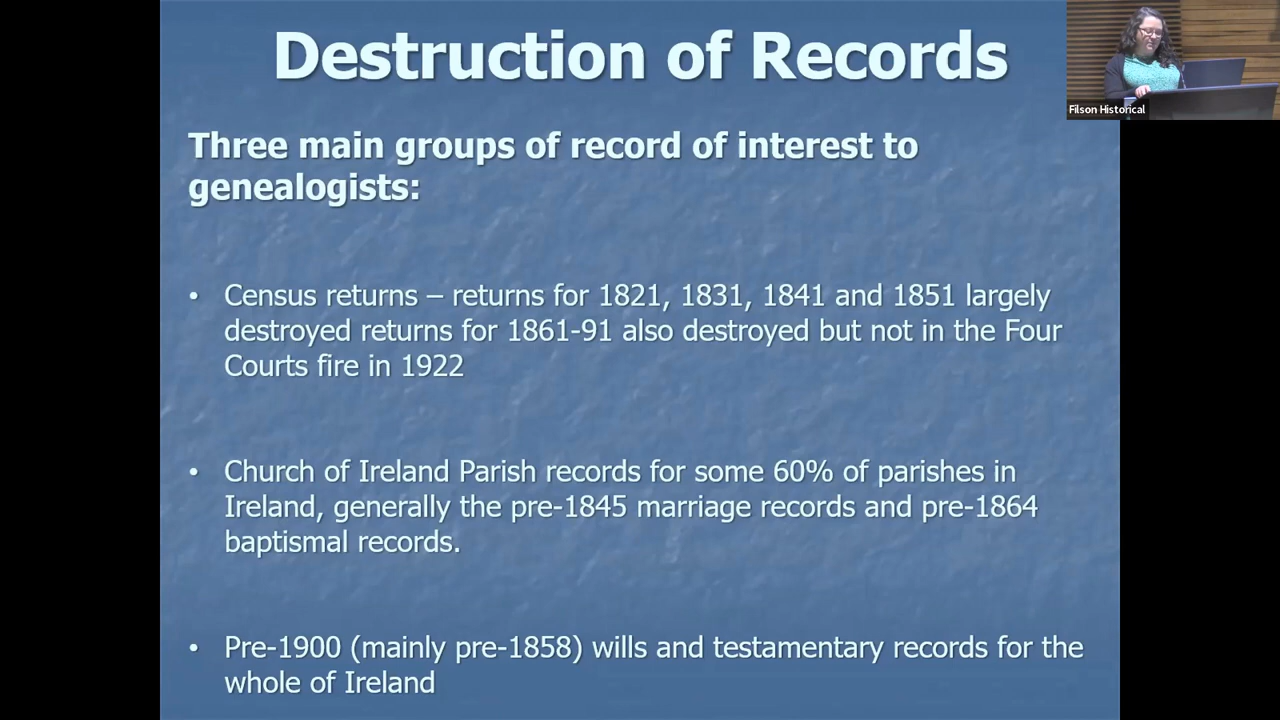 Destruction of Records
Three main groups of record of interest to
genealogists:
• Census returns – returns for 1821, 1831, 1841 and 1851 largely
destroyed returns for 1861-91 also destroyed but not in the Four
Courts fire in 1922
• Church of Ireland Parish records for some 60% of parishes in
Ireland, generally the pre-1845 marriage records and pre-1864
baptismal records.
• Pre-1900 (mainly pre-1858) wills and testamentary records for the
whole of Ireland
Filson Historical